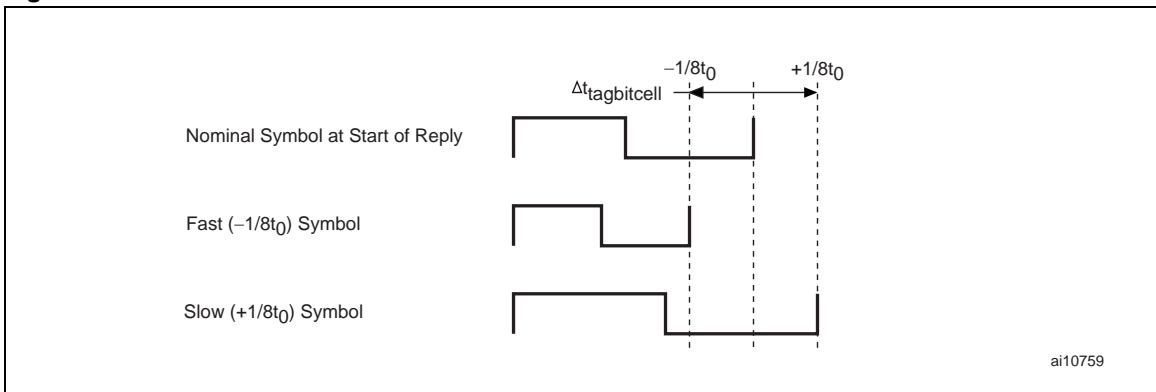 −1/8t0 +1/8t0
Δttagbitcell
Nominal Symbol at Start of Reply
Fast (−1/8t0) Symbol
Slow (+1/8t0) Symbol
ai10759